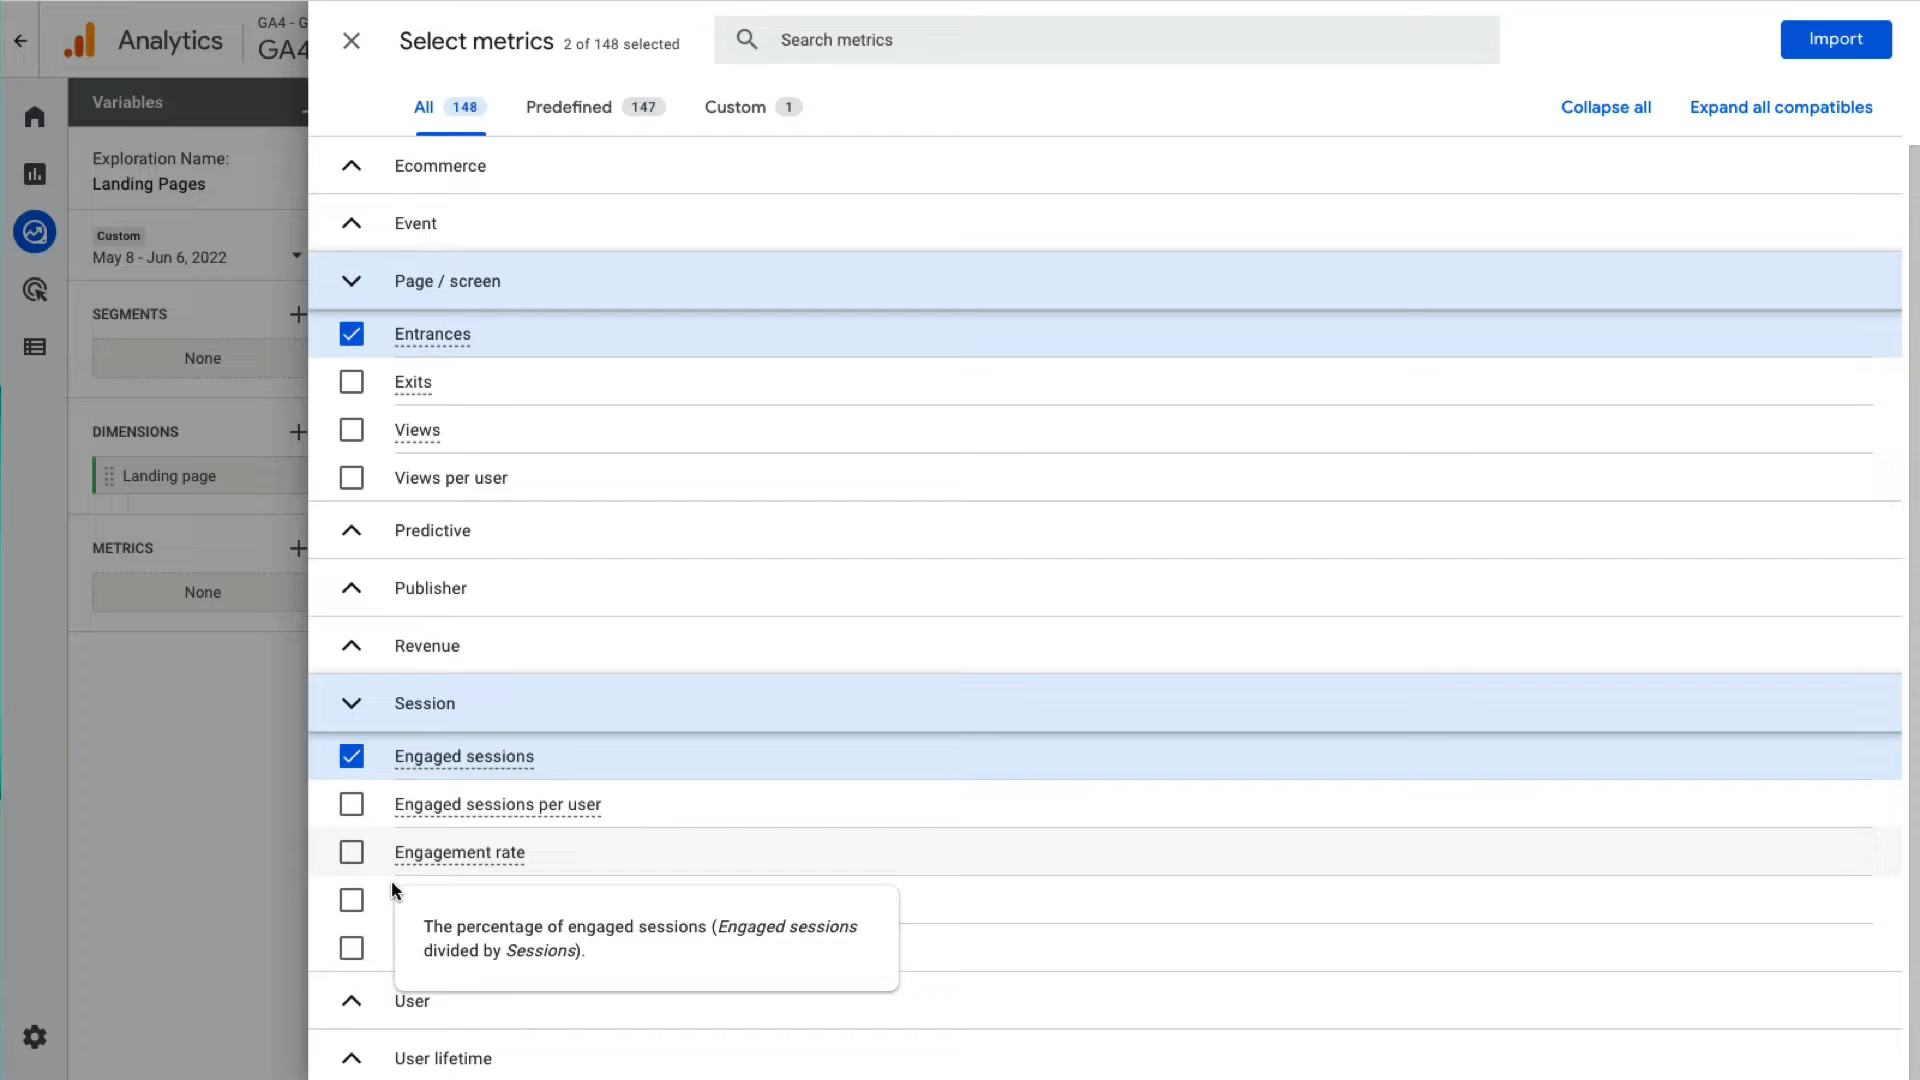 Analytics
GA4 - G
GA4
Select metrics
2 of 148 selected
Search metrics
Import
All 148
Predefined 147
Custom 1
Collapse all
Expand all compatibles
Variables
Exploration Name:
Landing Pages
Custom
May 8 - Jun 6, 2022
SEGMENTS
None
DIMENSIONS
Landing page
METRICS
None
Ecommerce
Event
Page / screen
Entrances
Exits
Views
Views per user
Predictive
Publisher
Revenue
Session
Engaged sessions
Engaged sessions per user
Engagement rate
The percentage of engaged sessions (Engaged sessions
divided by Sessions).
User
User lifetime